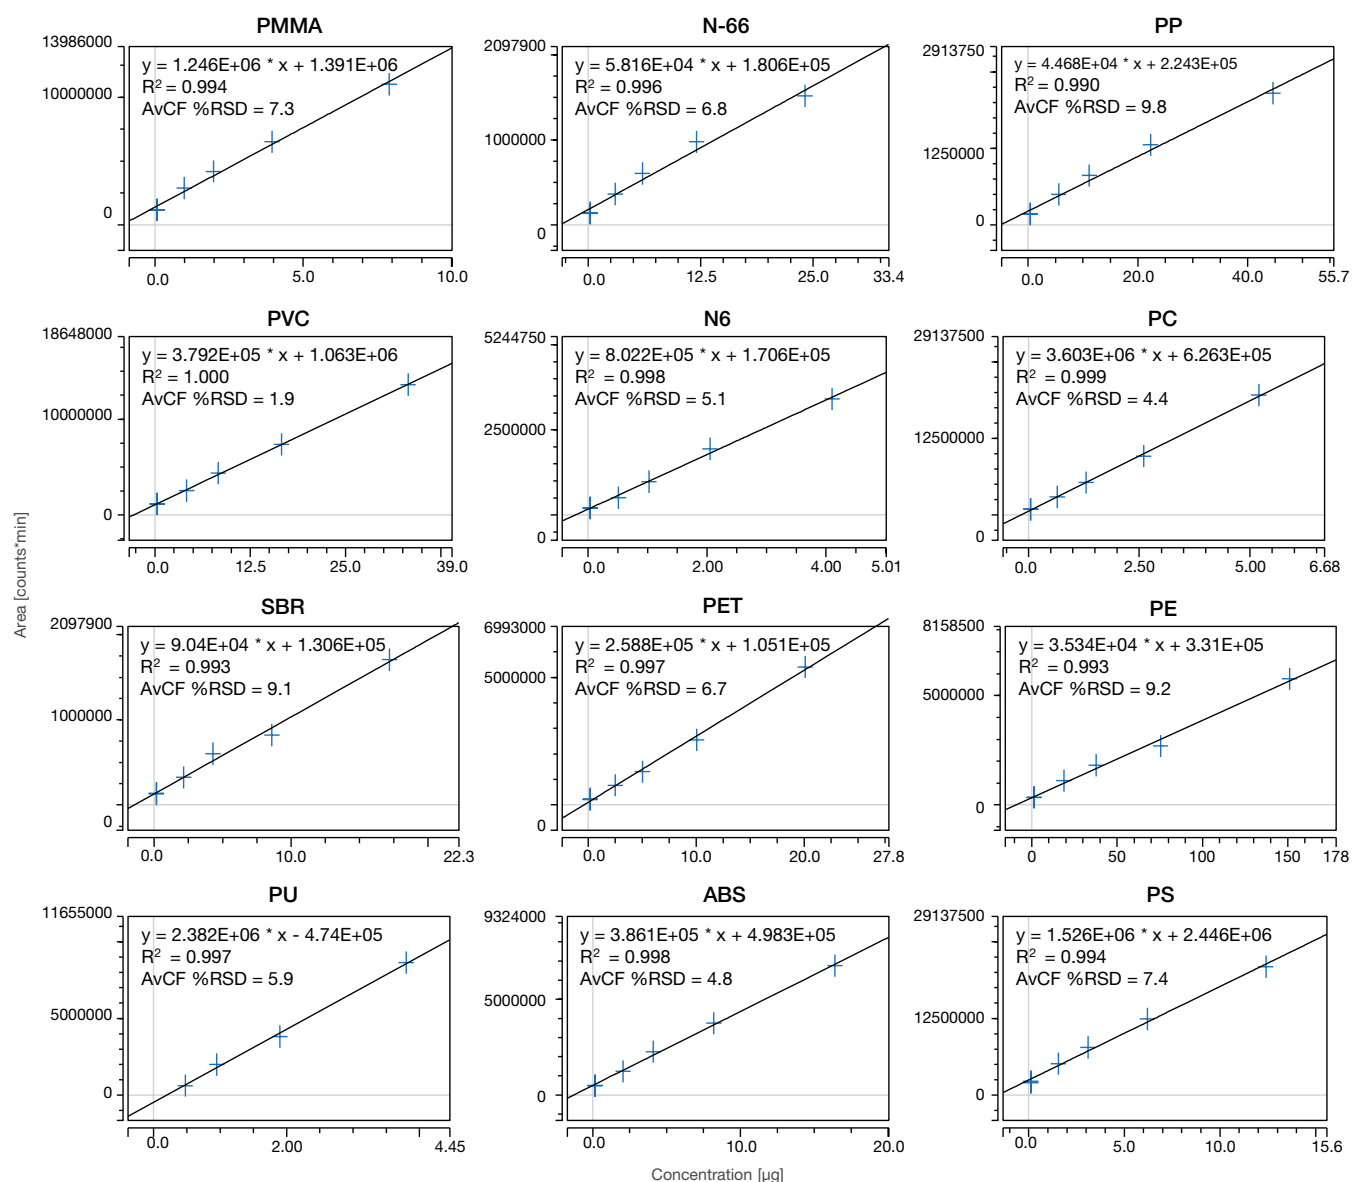 PMMA
13986000
y = 1.246E+06 * x + 1.391E+06
R² = 0.994
AvCF %RSD = 7.3
10000000
0
0.0 5.0 10.0
N-66
2097900
y = 5.816E+04 * x + 1.806E+05
R² = 0.996
AvCF %RSD = 6.8
1000000
0
0.0 12.5 25.0 33.4
PP
2913750
y = 4.468E+04 * x + 2.243E+05
R² = 0.990
AvCF %RSD = 9.8
1250000
0
0.0 20.0 40.0 55.7
PVC
18648000
y = 3.792E+05 * x + 1.063E+06
R² = 1.000
AvCF %RSD = 1.9
10000000
0
0.0 12.5 25.0 39.0
N6
5244750
y = 8.022E+05 * x + 1.706E+05
R² = 0.998
AvCF %RSD = 5.1
2500000
0
0.0 2.00 4.00 5.01
PC
29137500
y = 3.603E+06 * x + 6.263E+05
R² = 0.999
AvCF %RSD = 4.4
12500000
0
0.0 2.50 5.00 6.68
Area [counts*min]
SBR
2097900
y = 9.04E+04 * x + 1.306E+05
R² = 0.993
AvCF %RSD = 9.1
1000000
0
0.0 10.0 22.3
PET
6993000
y = 2.588E+05 * x + 1.051E+05
R² = 0.997
AvCF %RSD = 6.7
5000000
0
0.0 10.0 20.0 27.8
PE
8158500
y = 3.534E+04 * x + 3.31E+05
R² = 0.993
AvCF %RSD = 9.2
5000000
0
0 50 100 150 178
PU
11655000
y = 2.382E+06 * x - 4.74E+05
R² = 0.997
AvCF %RSD = 5.9
5000000
0
0.0 2.00 4.45
ABS
9324000
y = 3.861E+05 * x + 4.983E+05
R² = 0.998
AvCF %RSD = 4.8
5000000
0
0.0 10.0 20.0
PS
29137500
y = 1.526E+06 * x + 2.446E+06
R² = 0.994
AvCF %RSD = 7.4
12500000
0
0.0 5.0 10.0 15.6
Concentration [µg]